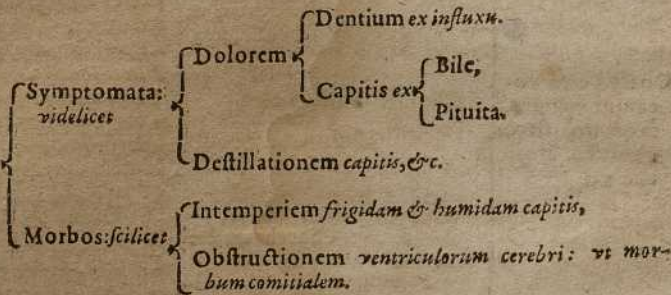 Dentium ex influxu.
Dolorem
Bile,
Symptomata:
Capitis ex
videlicet
Pituita.
Destillationem capitis, &c.
Intemperiem frigidam & humidam capitis,
Morbos: scilicet
Obstructionem ventriculorum cerebri: vt mor-
bum comitialem.